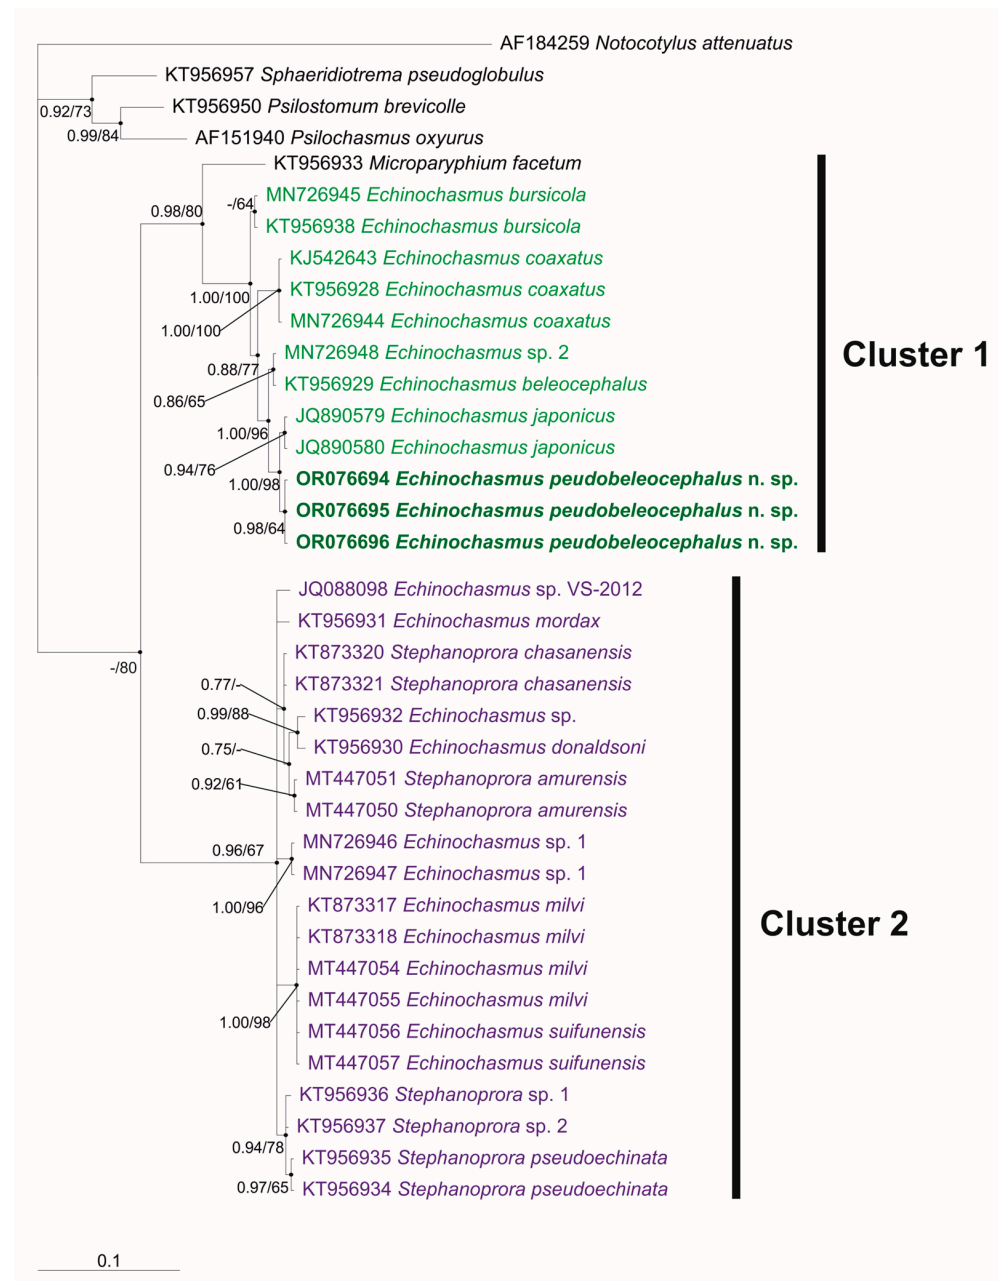 AF184259 Notocotylus attenuatus
KT956957 Sphaeridiotrema pseudoglobulus
KT956950 Psilostomum brevicolle
0.92/73
0.99/84
AF151940 Psilochasmus oxyurus
KT956933 Microparyphium facetum
MN726945 Echinochasmus bursicola
-/64
0.98/80
KT956938 Echinochasmus bursicola
KJ542643 Echinochasmus coaxatus
KT956928 Echinochasmus coaxatus
1.00/100
MN726944 Echinochasmus coaxatus
1.00/100
MN726948 Echinochasmus sp. 2
Cluster 1
0.88/77
KT956929 Echinochasmus beleocephalus
0.86/65
JQ890579 Echinochasmus japonicus
1.00/96
JQ890580 Echinochasmus japonicus
0.94/76
OR076694 Echinochasmus peudobeleocephalus n. sp.
1.00/98
OR076695 Echinochasmus peudobeleocephalus n. sp.
0.98/64
OR076696 Echinochasmus peudobeleocephalus n. sp.
JQ088098 Echinochasmus sp. VS-2012
KT956931 Echinochasmus mordax
KT873320 Stephanoprora chasanensis
-/80
KT873321 Stephanoprora chasanensis
0.77/-
0.99/88
KT956932 Echinochasmus sp.
KT956930 Echinochasmus donaldsoni
0.75/-
MT447051 Stephanoprora amurensis
0.92/61
MT447050 Stephanoprora amurensis
MN726946 Echinochasmus sp. 1
0.96/67
MN726947 Echinochasmus sp. 1
1.00/96
KT873317 Echinochasmus milvi
Cluster 2
KT873318 Echinochasmus milvi
MT447054 Echinochasmus milvi
MT447055 Echinochasmus milvi
1.00/98
MT447056 Echinochasmus suifunensis
MT447057 Echinochasmus suifunensis
KT956936 Stephanoprora sp. 1
KT956937 Stephanoprora sp. 2
0.94/78
KT956935 Stephanoprora pseudoechinata
0.97/65
KT956934 Stephanoprora pseudoechinata
0.1